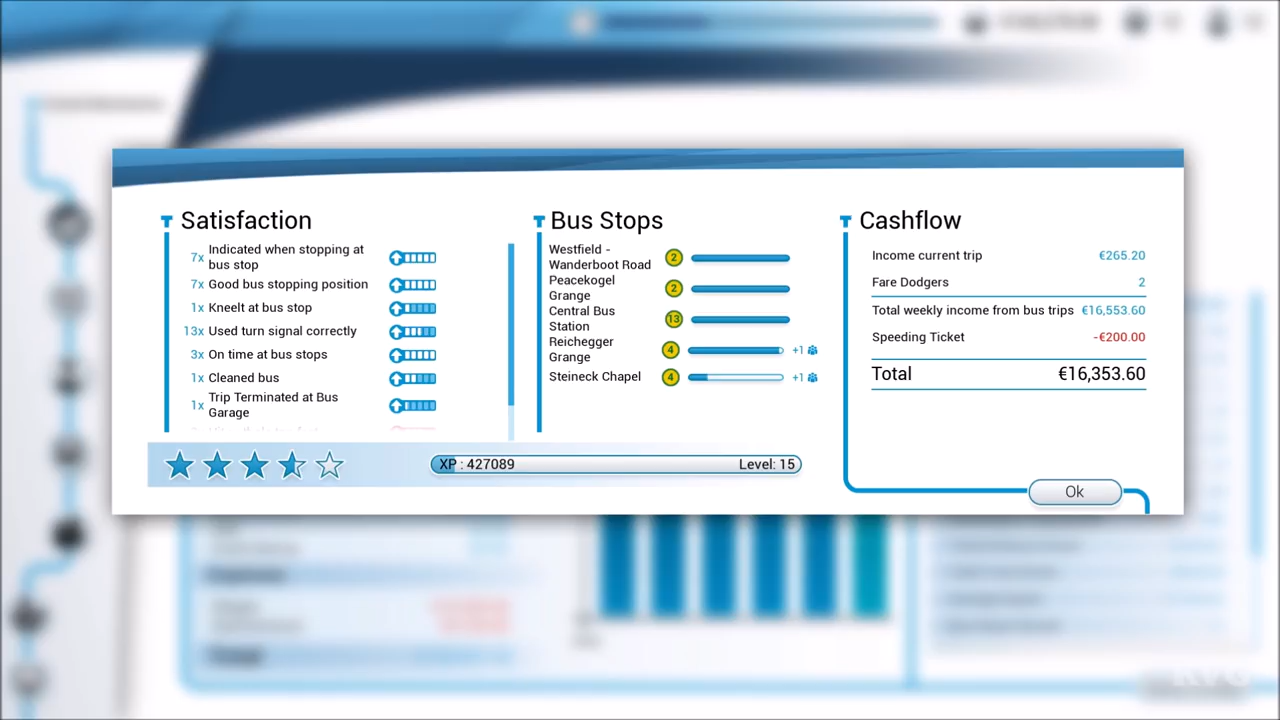 Satisfaction
7x Indicated when stopping at
bus stop
7x Good bus stopping position
1x Kneelt at bus stop
13x Used turn signal correctly
3x On time at bus stops
1x Cleaned bus
1x Trip Terminated at Bus
Garage
Bus Stops
Westfield -
Wanderboot Road 2
Peacekogel
Grange 2
Central Bus
Station 13
Reichegger
Grange 4 +1
Steineck Chapel 4 +1
Cashflow
Income current trip €265.20
Fare Dodgers 2
Total weekly income from bus trips €16,553.60
Speeding Ticket -€200.00
Total €16,353.60
XP : 427089 Level: 15
Ok